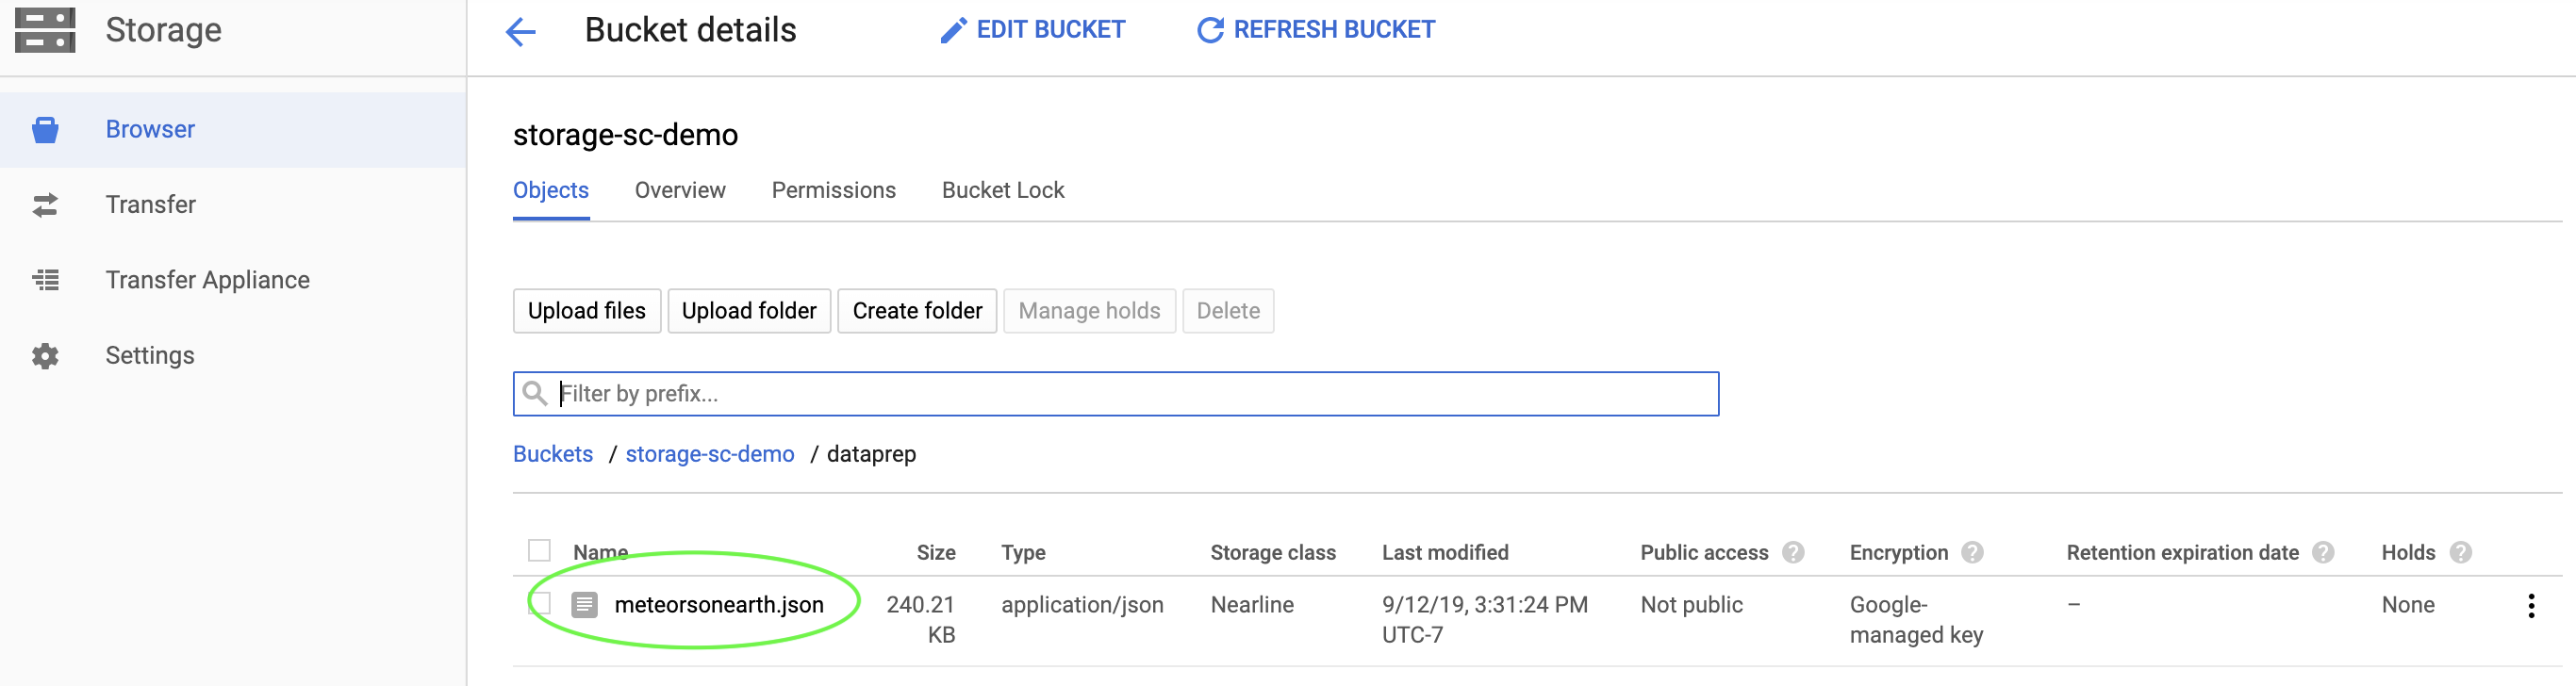 Storage
Bucket details
EDIT BUCKET
REFRESH BUCKET
Browser
Transfer
Transfer Appliance
Settings
storage-sc-demo
Objects Overview Permissions Bucket Lock
Upload files Upload folder Create folder Manage holds Delete
Filter by prefix...
Buckets / storage-sc-demo / dataprep
Name Size Type Storage class Last modified Public access Encryption Retention expiration date Holds
meteorsonearth.json 240.21 application/json Nearline 9/12/19, 3:31:24 PM Not public Google- – None
KB UTC-7 managed key